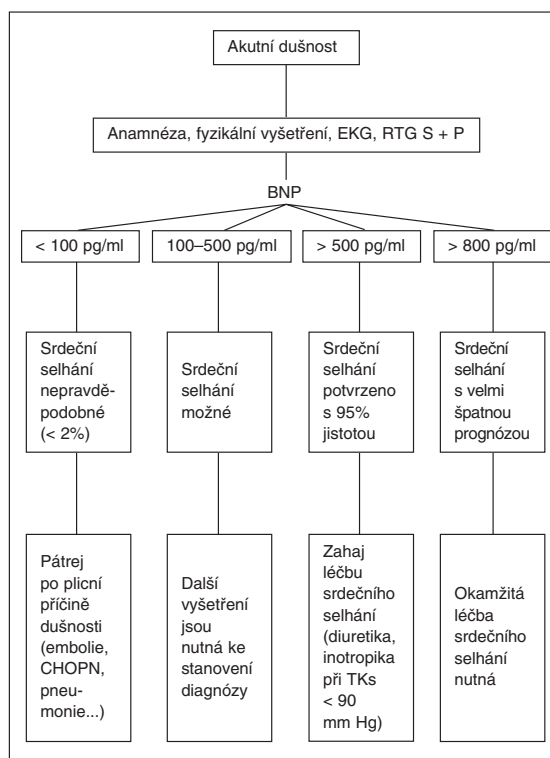 Akutní dušnost
Anamnéza, fyzikální vyšetření, EKG, RTG S + P
BNP
< 100 pg/ml
100–500 pg/ml
> 500 pg/ml
> 800 pg/ml
Srdeční
selhání
nepravdě-
podobné
(< 2%)
Srdeční
selhání
možné
Srdeční
selhání
potvrzeno
s 95%
jistotou
Srdeční
selhání
s velmi
špatnou
prognózou
Pátrej
po plicní
příčině
dušnosti
(embolie,
CHOPN,
pneu-
monie...)
Další
vyšetření
jsou
nutná ke
stanovení
diagnózy
Zahaj
léčbu
srdečního
selhání
(diuretika,
inotropika
při TKs
< 90
mm Hg)
Okamžitá
léčba
srdečního
selhání
nutná